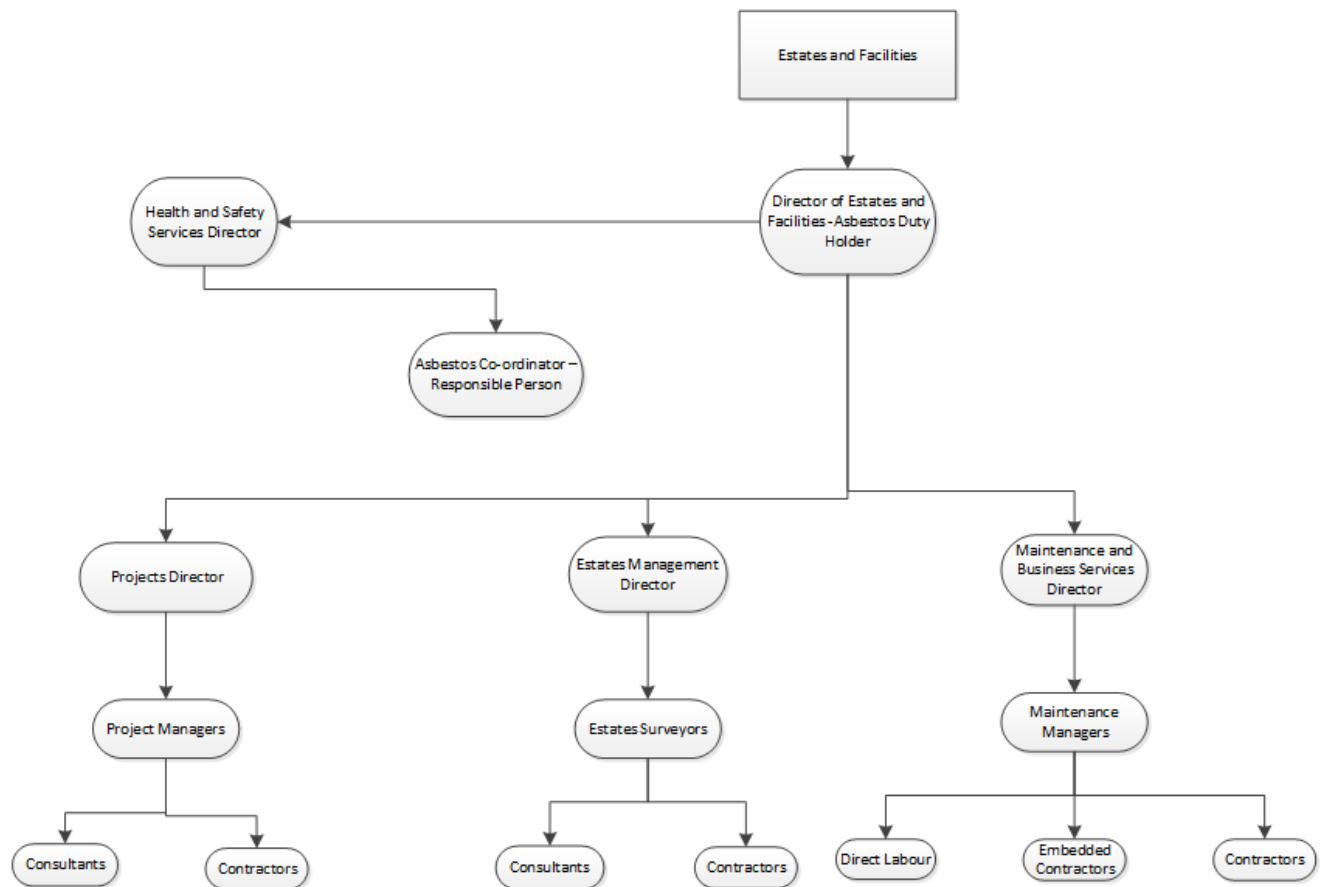 Estates and Facilities
Director of Estates and
Facilities - Asbestos Duty
Holder
Health and Safety
Services Director
Asbestos Co-ordinator –
Responsible Person
Projects Director
Estates Management
Director
Maintenance and
Business Services
Director
Project Managers
Estates Surveyors
Maintenance
Managers
Consultants
Contractors
Consultants
Contractors
Direct Labour
Embedded
Contractors
Contractors